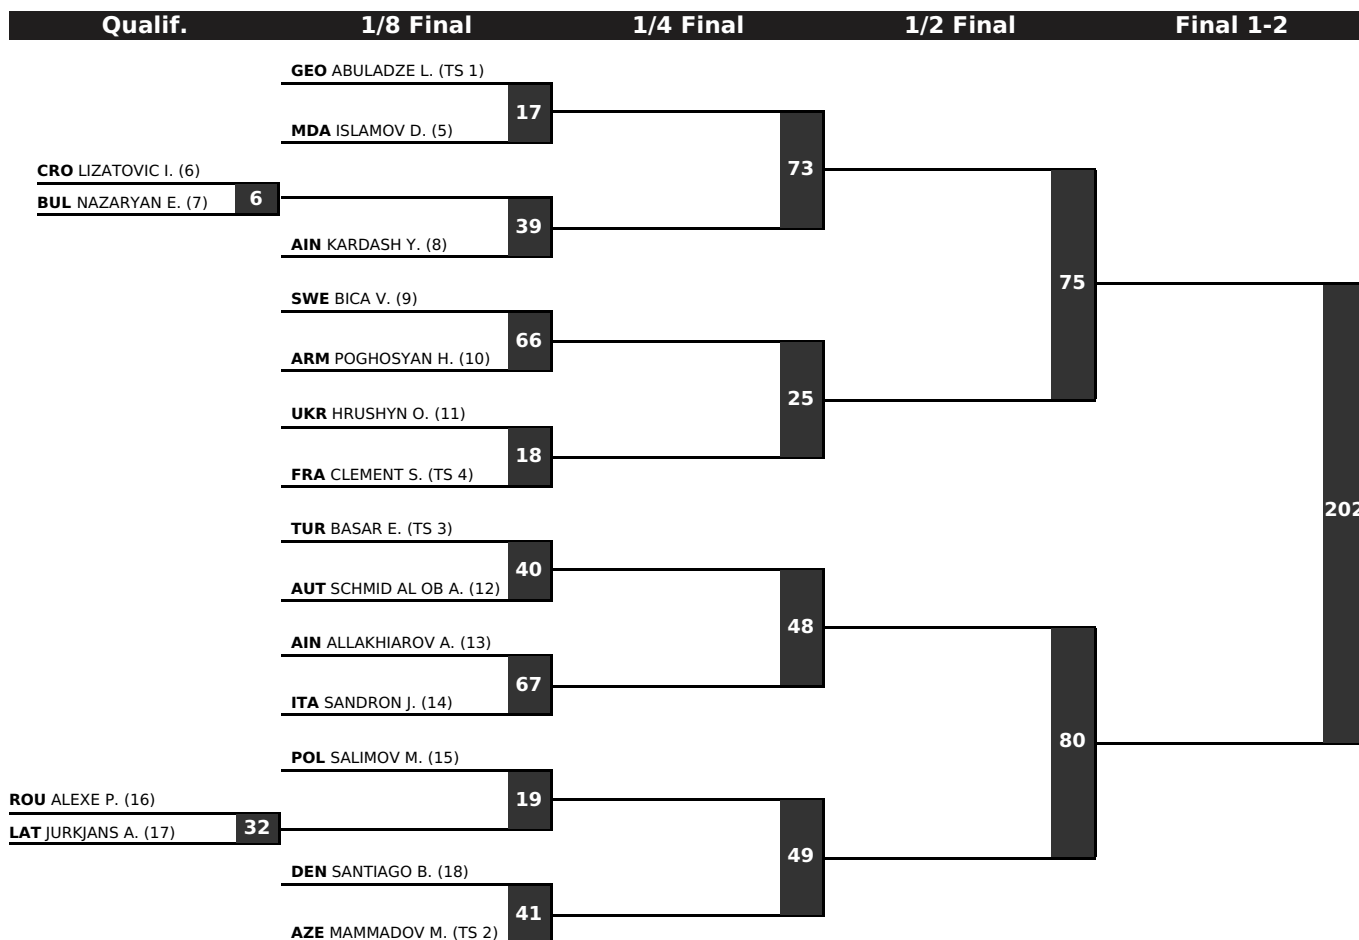 Qualif. 1/8 Final 1/4 Final 1/2 Final Final 1-2
GEO ABULADZE L. (TS 1)
17
MDA ISLAMOV D. (5)
73
CRO LIZATOVIC I. (6)
BUL NAZARYAN E. (7) 6
39
AIN KARDASH Y. (8)
75
SWE BICA V. (9)
66
ARM POGHOSYAN H. (10)
25
UKR HRUSHYN O. (11)
18
FRA CLEMENT S. (TS 4)
202
TUR BASAR E. (TS 3)
40
AUT SCHMID AL OB A. (12)
48
AIN ALLAKHIAROV A. (13)
67
ITA SANDRON J. (14)
80
POL SALIMOV M. (15)
19
ROU ALEXE P. (16)
LAT JURKJANS A. (17) 32
49
DEN SANTIAGO B. (18)
41
AZE MAMMADOV M. (TS 2)